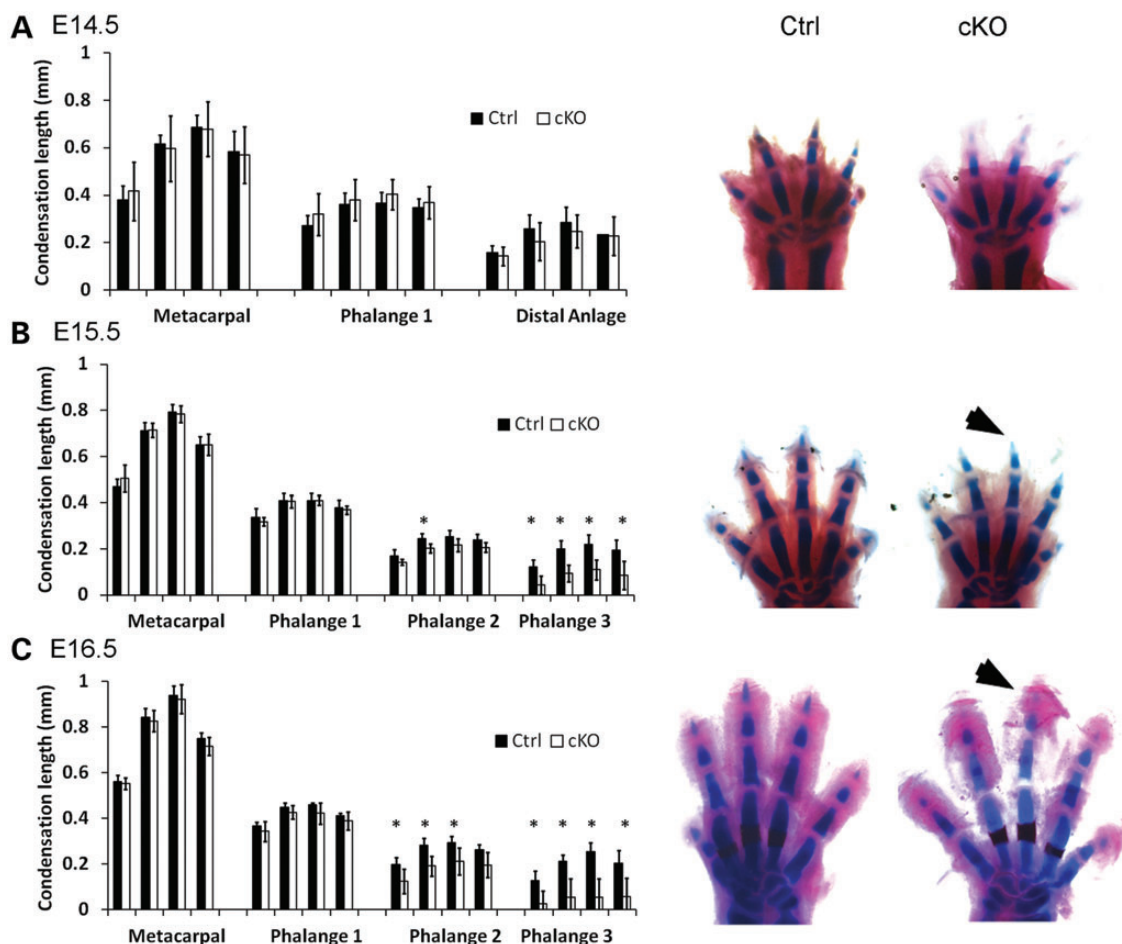 A E14.5
Ctrl
cKO
Condensation length (mm)
1
0.8
0.6
0.4
0.2
0
Ctrl cKO
Metacarpal Phalange 1 Distal Anlage
B E15.5
Condensation length (mm)
1
0.8
0.6
0.4
0.2
0
Ctrl cKO
* * * * *
Metacarpal Phalange 1 Phalange 2 Phalange 3
C E16.5
Condensation length (mm)
1
0.8
0.6
0.4
0.2
0
Ctrl cKO
* * * * * * *
Metacarpal Phalange 1 Phalange 2 Phalange 3